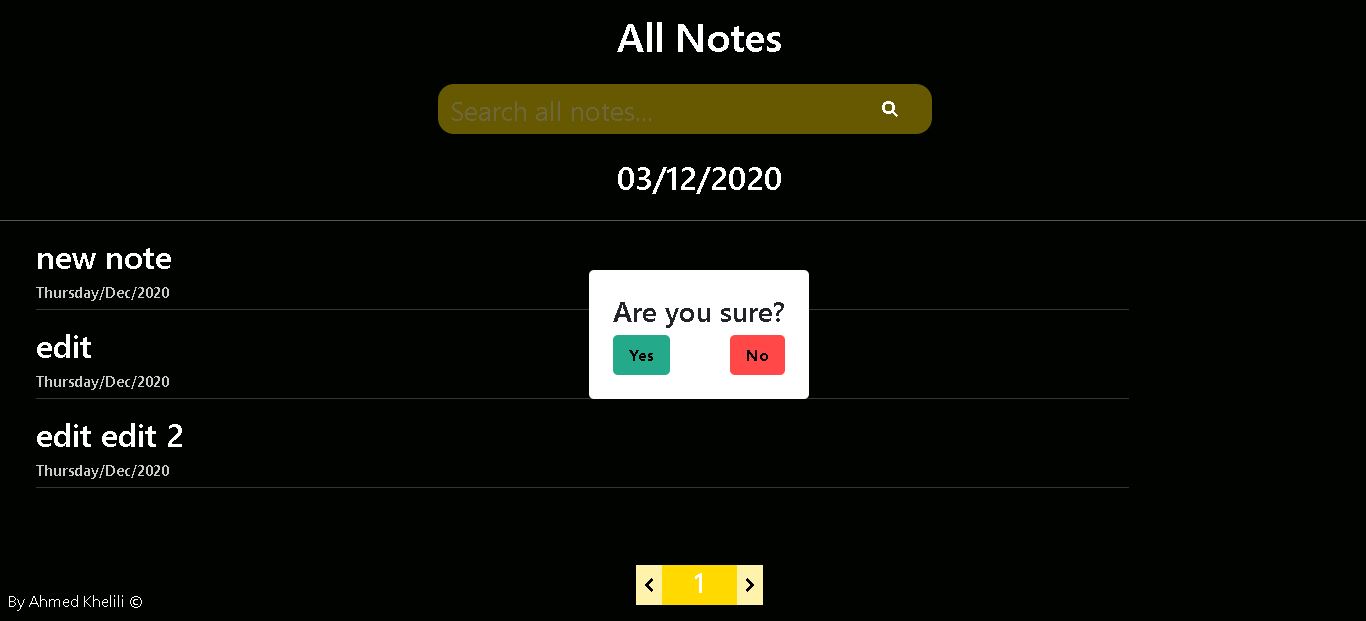 All Notes
Search all notes...
03/12/2020
new note
Thursday/Dec/2020
Are you sure?
Yes No
edit
Thursday/Dec/2020
edit edit 2
Thursday/Dec/2020
1
By Ahmed Khelili ©